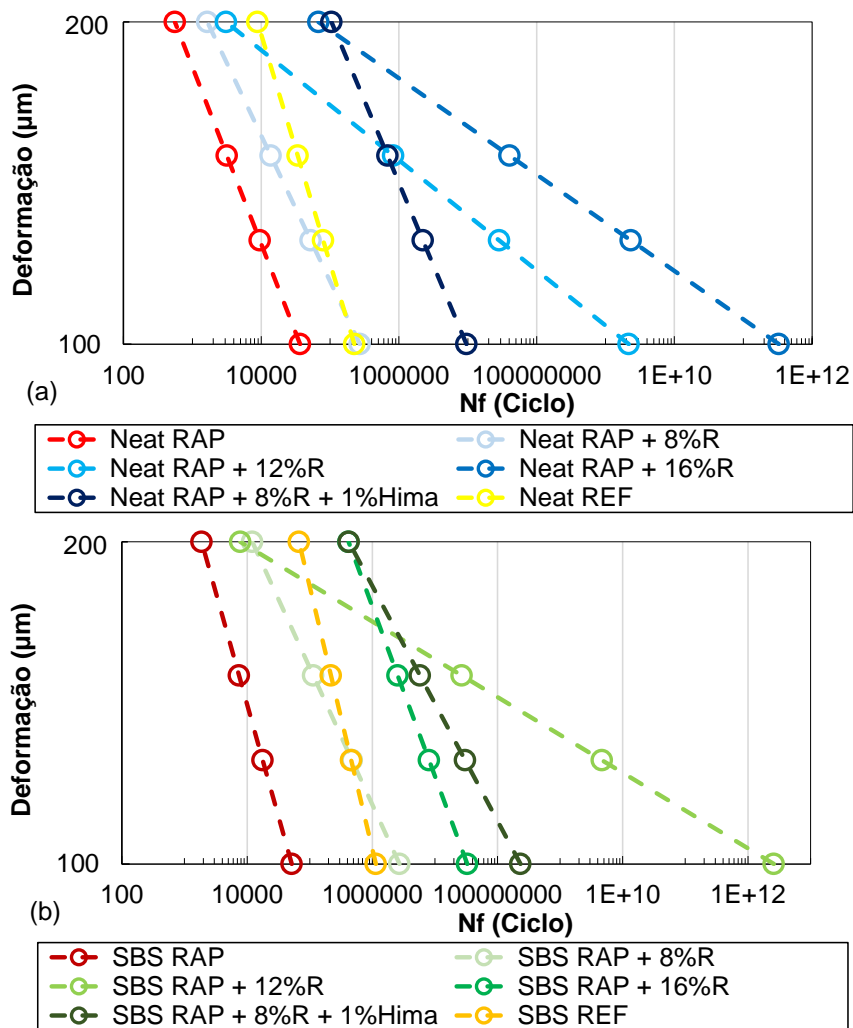 200
Deformação (µm)
100
100 10000 1000000 100000000 1E+10 1E+12
(a)
Nf (Ciclo)
Neat RAP Neat RAP + 8%R
Neat RAP + 12%R Neat RAP + 16%R
Neat RAP + 8%R + 1%Hima Neat REF
200
Deformação (µm)
100
100 10000 1000000 100000000 1E+10 1E+12
(b)
Nf (Ciclo)
SBS RAP SBS RAP + 8%R
SBS RAP + 12%R SBS RAP + 16%R
SBS RAP + 8%R + 1%Hima SBS REF